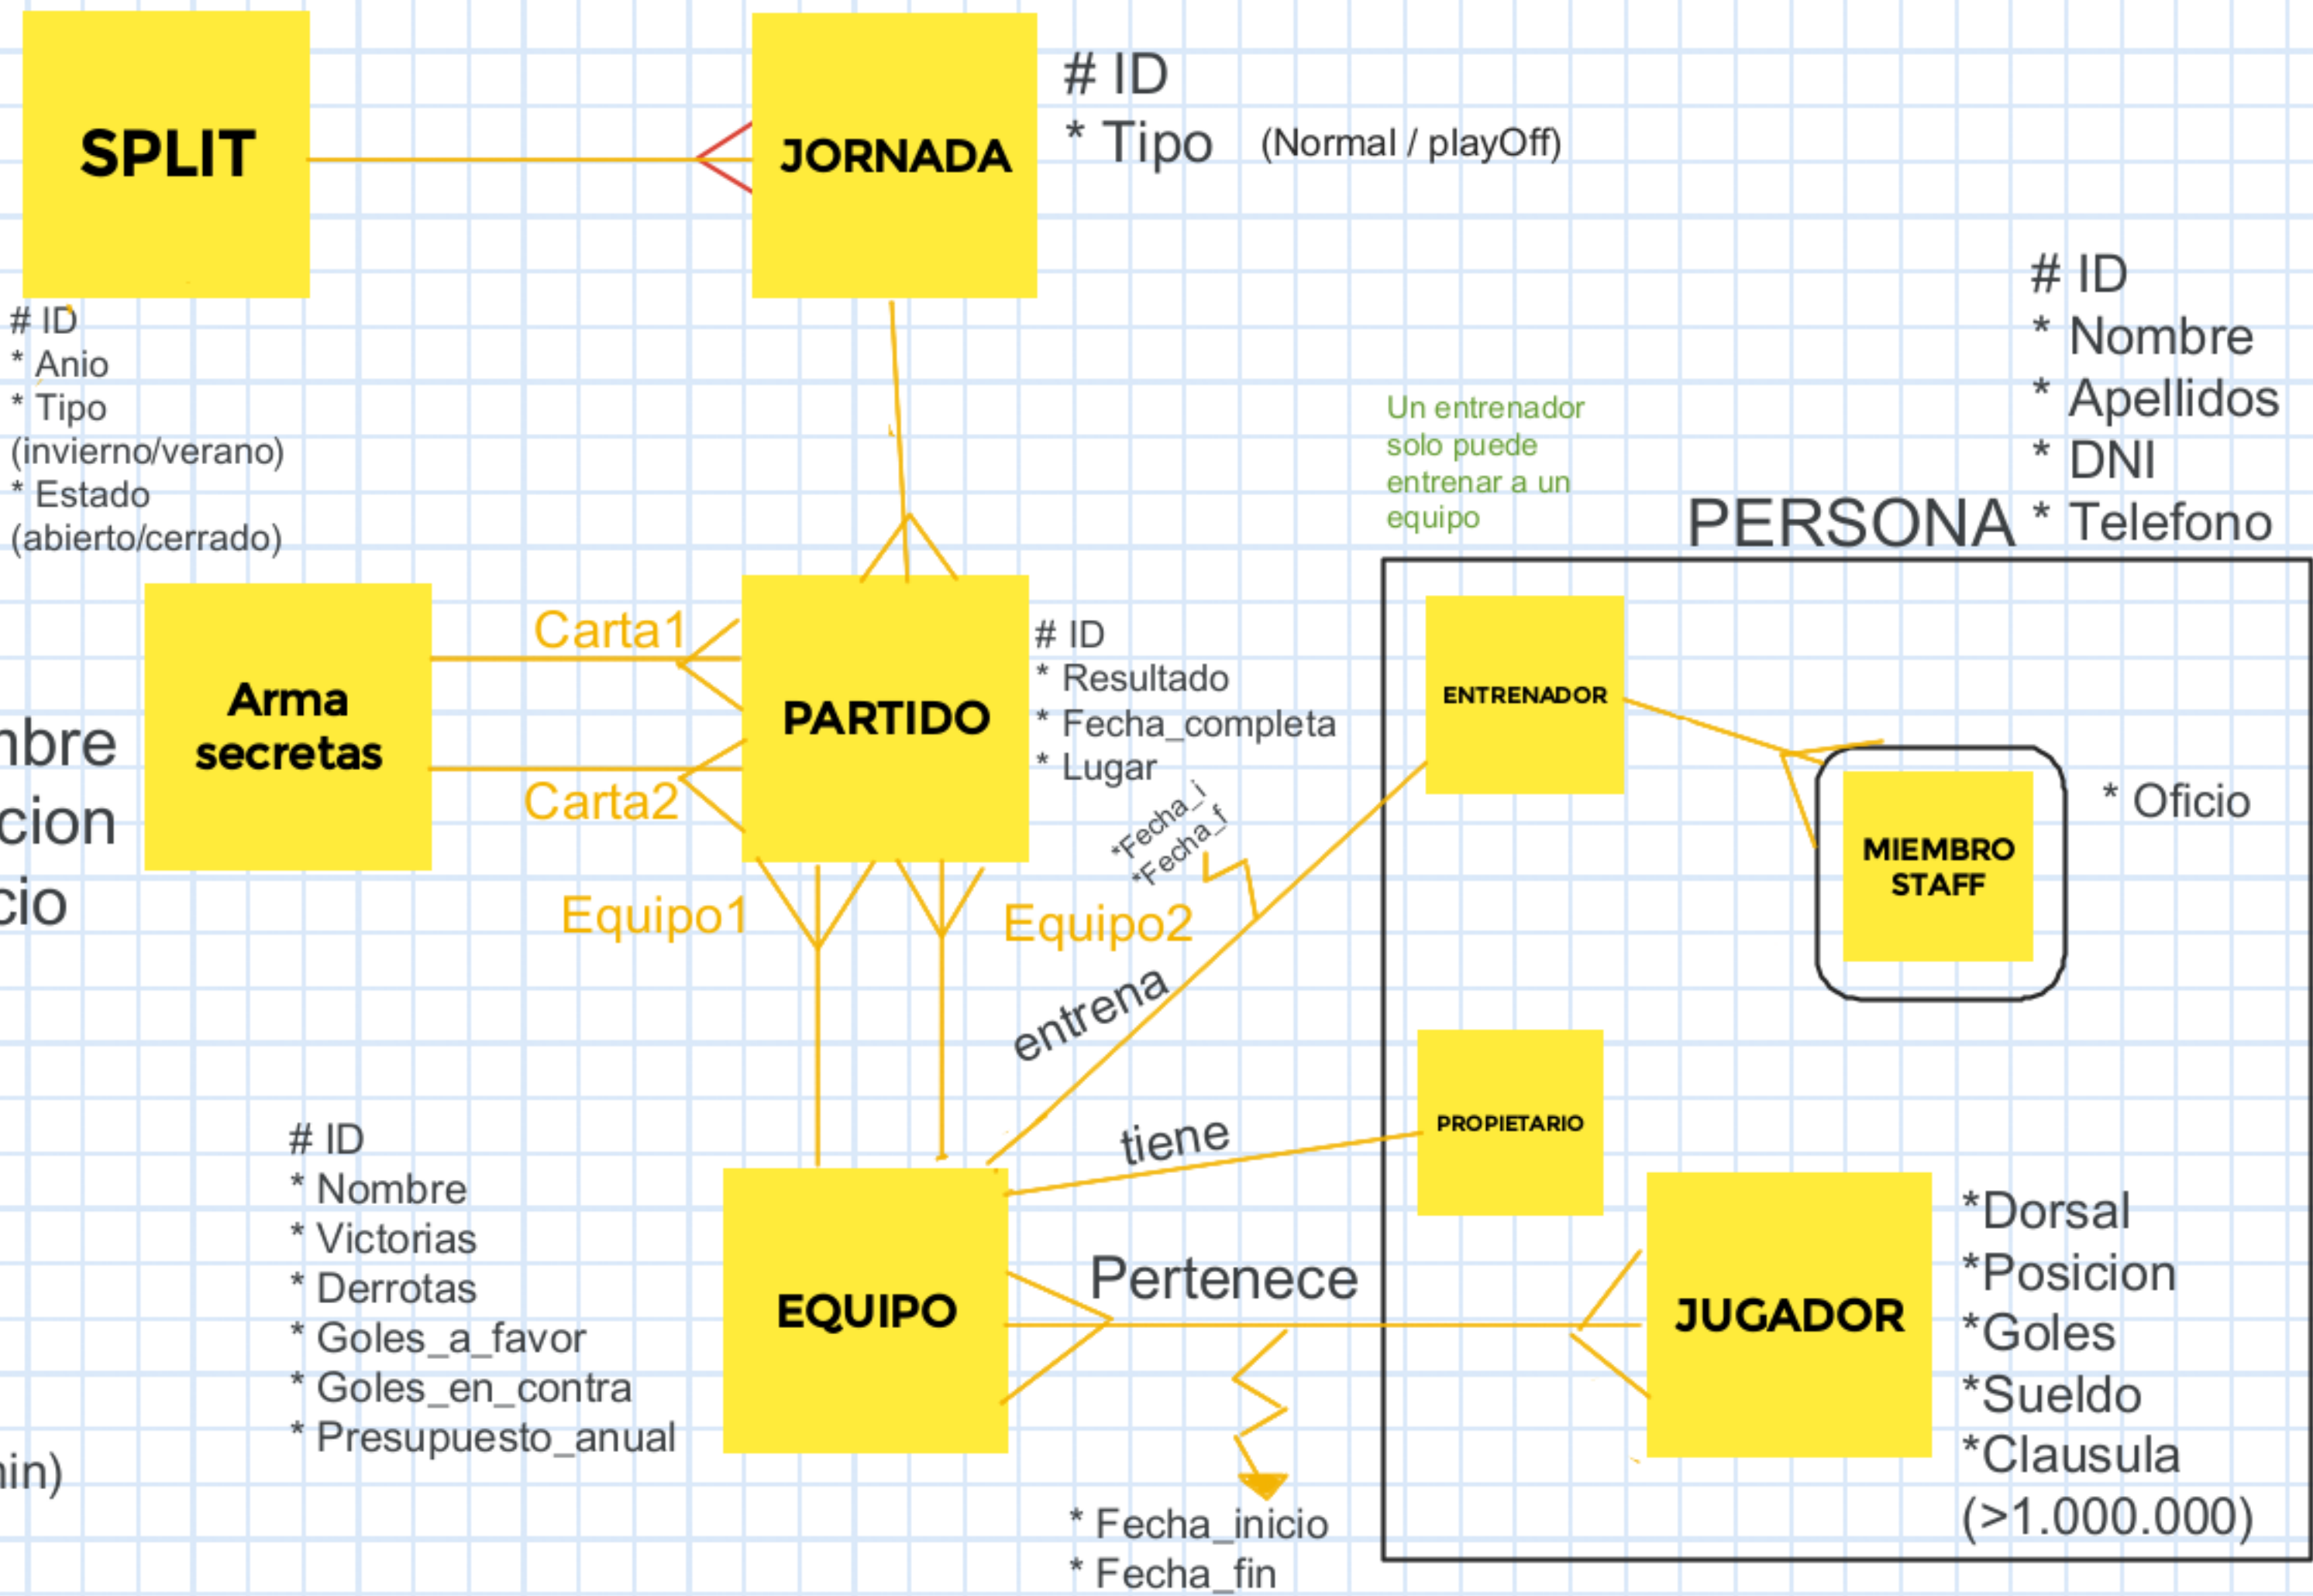 SPLIT
JORNADA
# ID
* Tipo (Normal / playOff)
# ID
* Anio
* Tipo
(invierno/verano)
* Estado
(abierto/cerrado)
# ID
* Nombre
* Apellidos
* DNI
* Telefono
PERSONA
Un entrenador
solo puede
entrenar a un
equipo
Arma
secretas
Carta1
Carta2
PARTIDO
# ID
* Resultado
* Fecha_completa
* Lugar
*Fecha_i
*Fecha_f
ENTRENADOR
MIEMBRO
STAFF
* Oficio
Equipo1
Equipo2
entrena
tiene
PROPIETARIO
# ID
* Nombre
* Victorias
* Derrotas
* Goles_a_favor
* Goles_en_contra
* Presupuesto_anual
EQUIPO
Pertenece
* Fecha_inicio
* Fecha_fin
JUGADOR
*Dorsal
*Posicion
*Goles
*Sueldo
*Clausula
(>1.000.000)